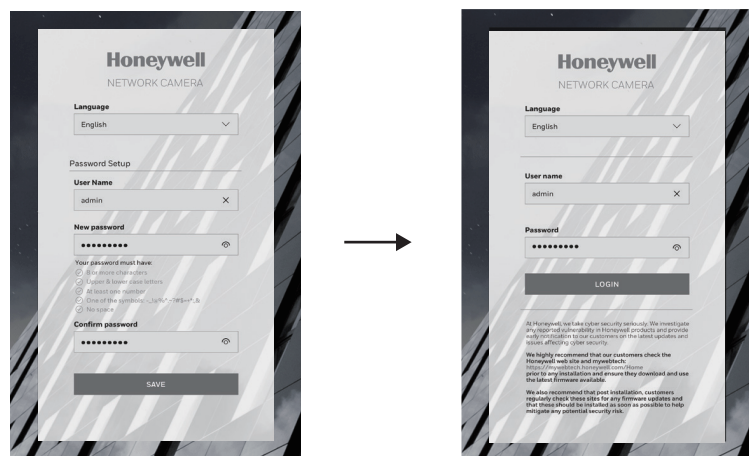 Honeywell
NETWORK CAMERA
Language
English
Password Setup
User Name
admin
New password
Your password must have:
8 or more characters
Upper & lower case letters
At least one number
One of the symbols
No space
Confirm password
SAVE
Honeywell
NETWORK CAMERA
Language
English
User name
admin
Password
LOGIN
At Honeywell, we take cyber security seriously. We investigate
any reported vulnerability in Honeywell products and provide
early notification to our customers on the latest updates and
issues affecting cyber security.
We highly recommend that our customers check the
Honeywell web site and mywebtech:
https://mywebtech.honeywell.com/Home
prior to any installation and ensure they download and use
the latest firmware available.
We also recommend that post installation, customers
regularly check these sites for any firmware updates and
that these should be installed as soon as possible to help
mitigate any potential security risk.